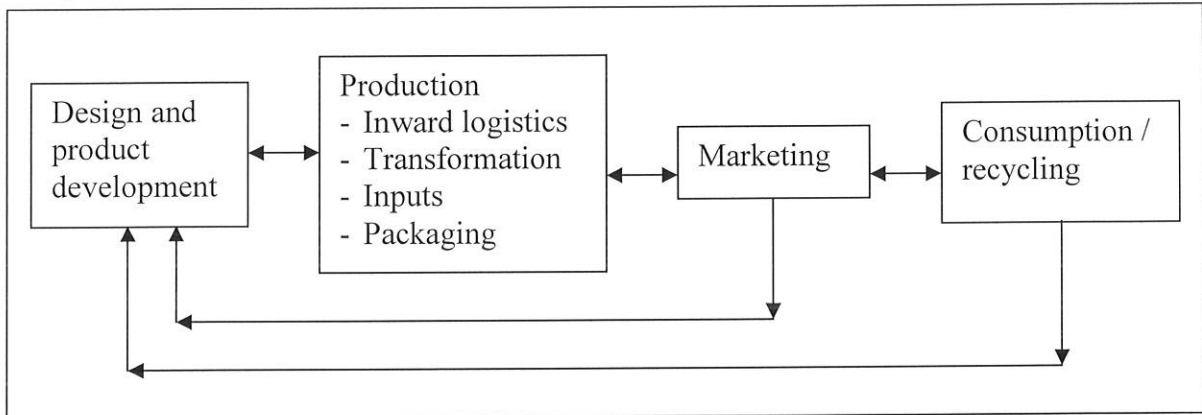 Design and
product
development
Production
- Inward logistics
- Transformation
- Inputs
- Packaging
Marketing
Consumption /
recycling